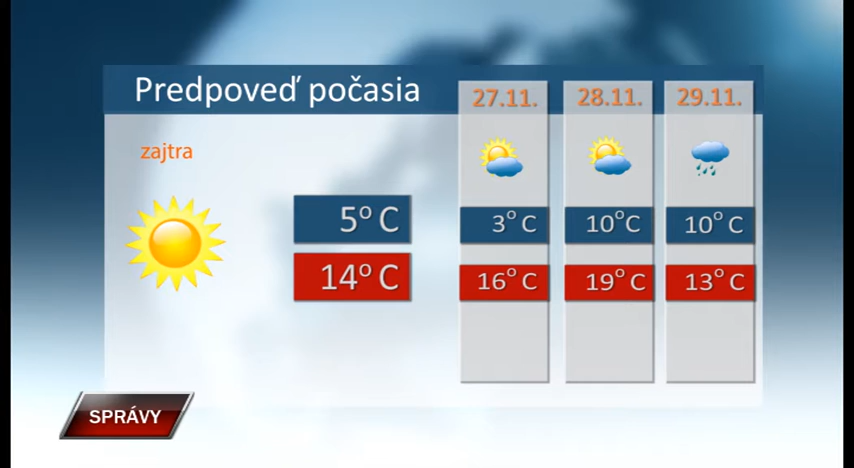 Predpoveď počasia
zajtra
5° C
14° C
27.11.
3° C
16° C
28.11.
10°C
19° C
29.11.
10° C
13° C
SPRÁVY